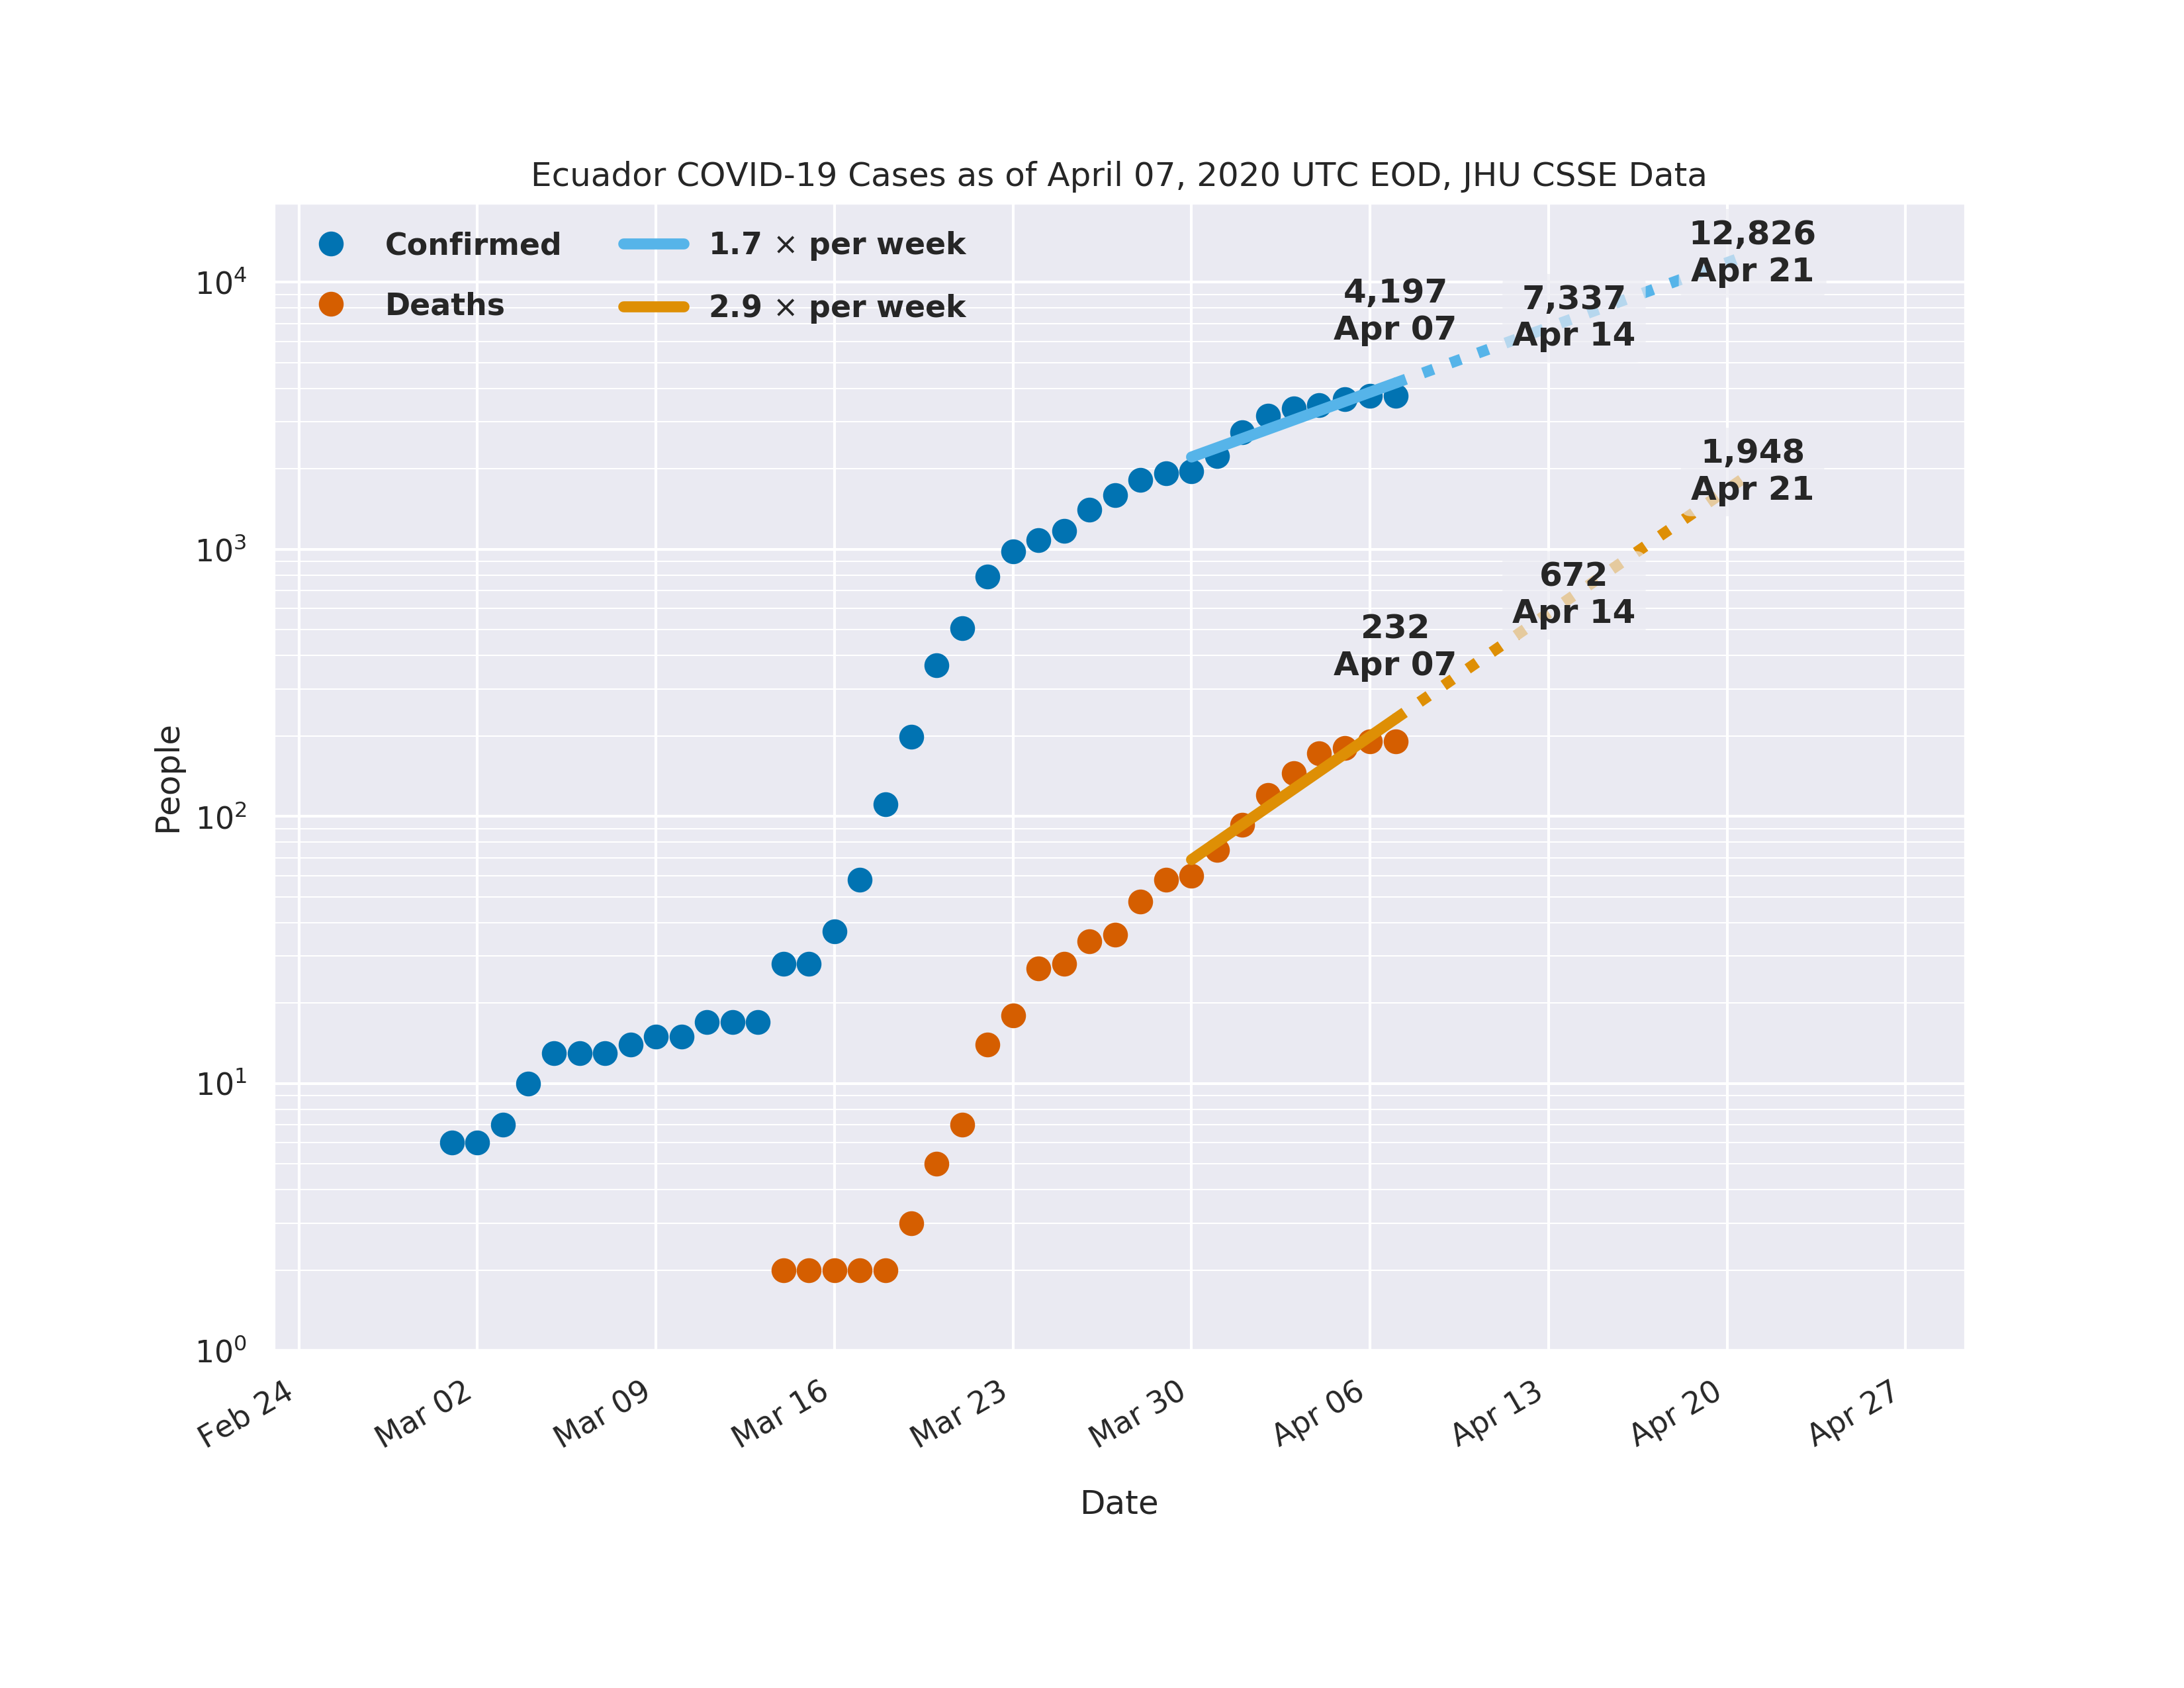 Ecuador COVID-19 Cases as of April 07, 2020 UTC EOD, JHU CSSE Data
Confirmed
Deaths
1.7 × per week
2.9 × per week
12,826
Apr 21
4,197
Apr 07
7,337
Apr 14
1,948
Apr 21
672
Apr 14
232
Apr 07
People
10⁴
10³
10²
10¹
10⁰
Feb 24
Mar 02
Mar 09
Mar 16
Mar 23
Mar 30
Apr 06
Apr 13
Apr 20
Apr 27
Date